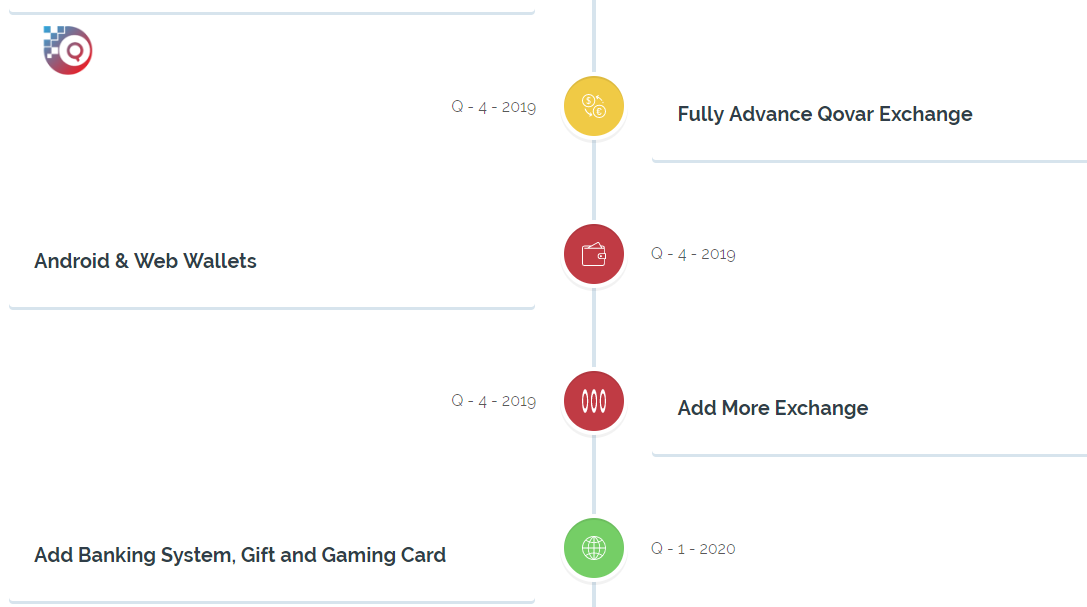 Q - 4 - 2019
Fully Advance Qovar Exchange
Android & Web Wallets
Q - 4 - 2019
Q - 4 - 2019
Add More Exchange
Add Banking System, Gift and Gaming Card
Q - 1 - 2020